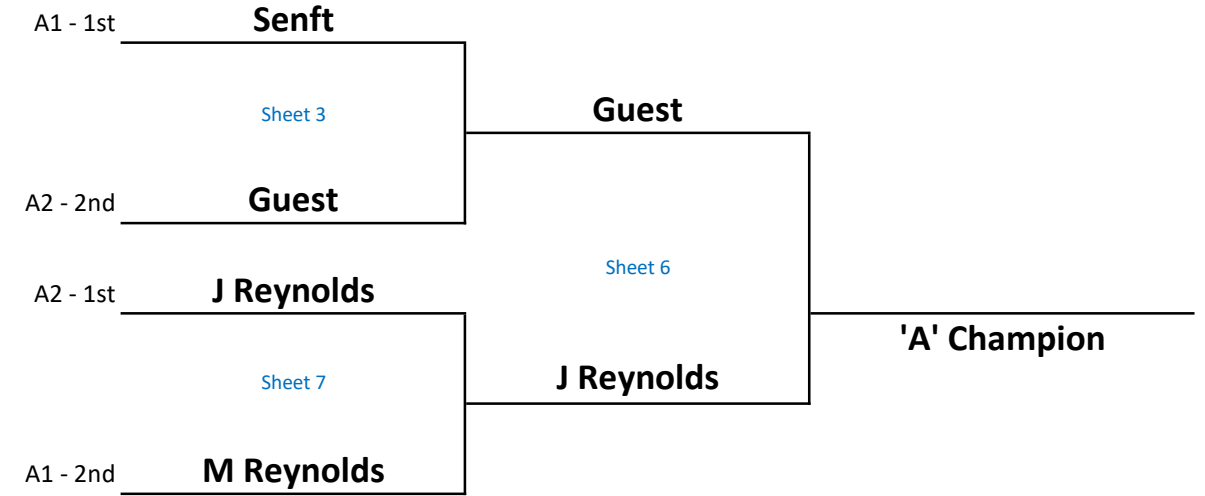 A1 - 1st Senft
Sheet 3
Guest
A2 - 2nd Guest
Sheet 6
A2 - 1st J Reynolds
'A' Champion
Sheet 7
J Reynolds
A1 - 2nd M Reynolds